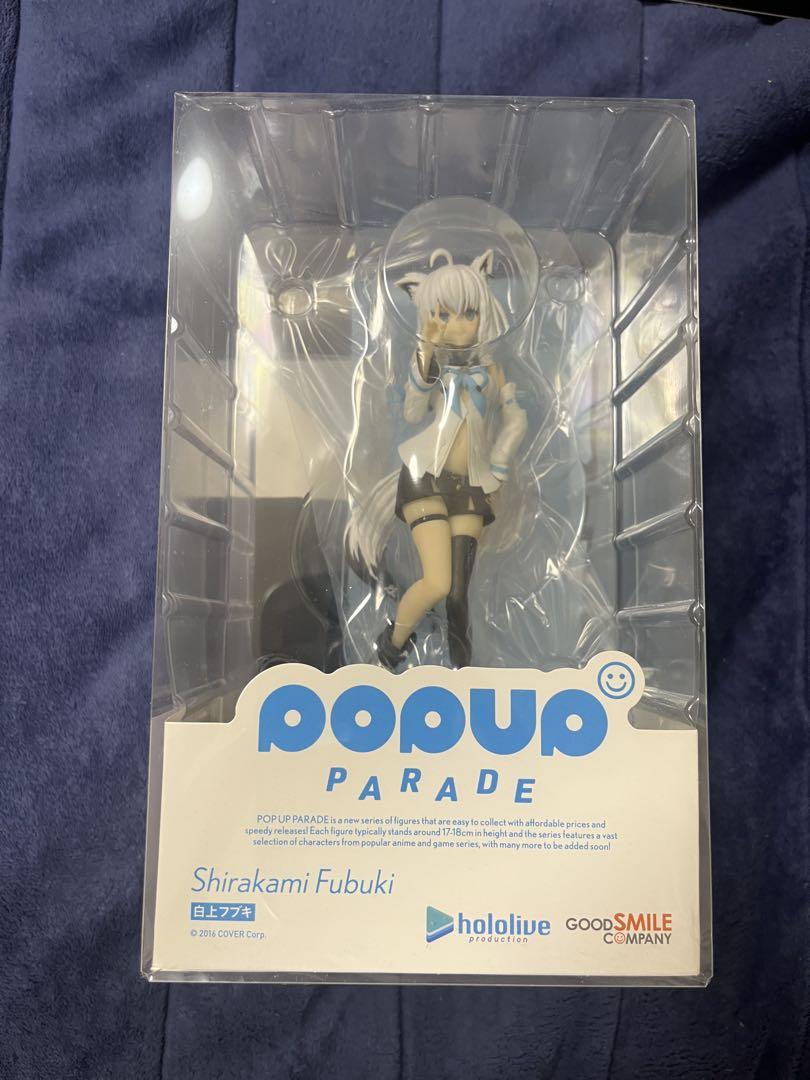 POPUP
PARADE
POP UP PARADE is a new series of figures that are easy to collect with affordable prices and
speedy releases! Each figure typically stands around 17-18cm in height and the series features a vast
selection of characters from popular anime and game series, with many more to be added soon!
Shirakami Fubuki
白上フブキ
© 2016 COVER Corp.
hololive
production
GOOD SMILE
COMPANY